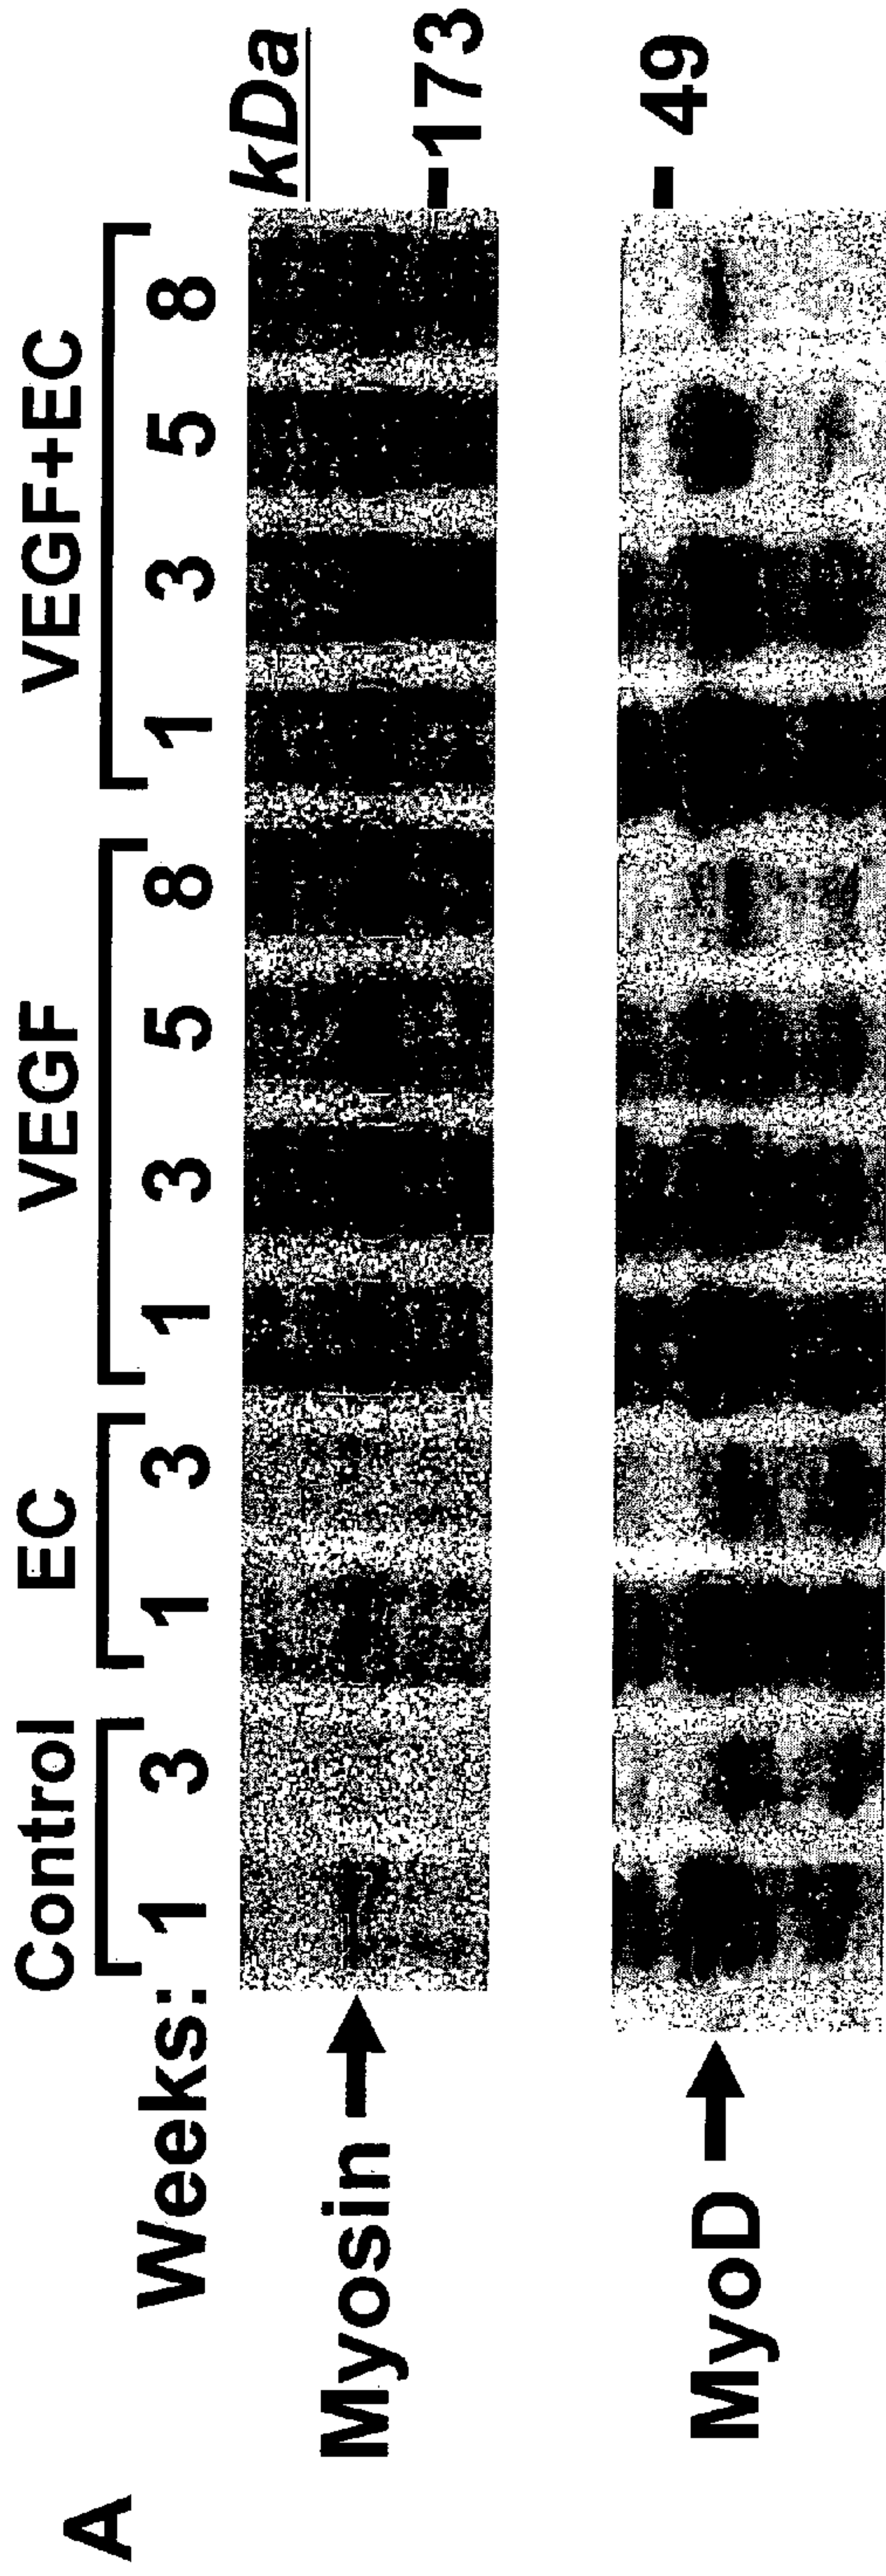 A
Control EC VEGF VEGF+EC
Weeks: 1 3 1 3 1 3 5 8 1 3 5 8
kDa
Myosin
173
MyoD
49